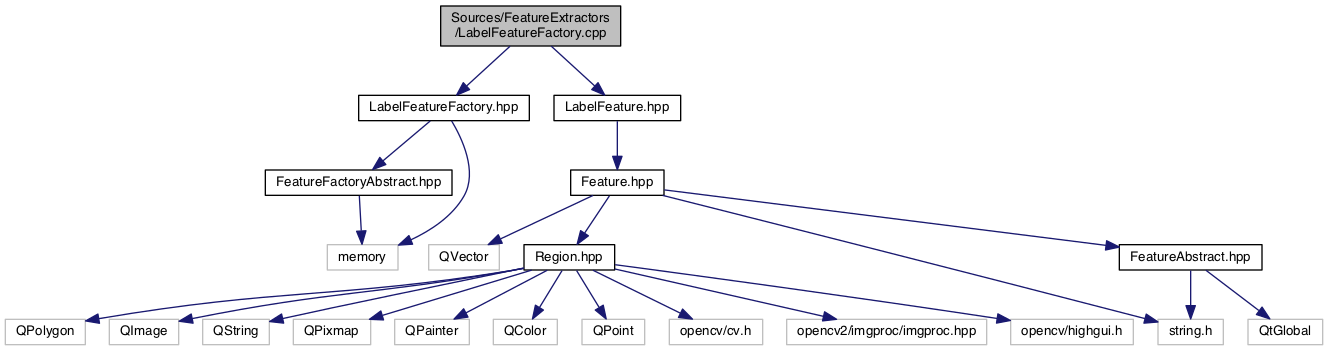 Sources/FeatureExtractors
/LabelFeatureFactory.cpp
LabelFeatureFactory.hpp
LabelFeature.hpp
FeatureFactoryAbstract.hpp
Feature.hpp
memory
QVector
Region.hpp
FeatureAbstract.hpp
QPolygon
QImage
QString
QPixmap
QPainter
QColor
QPoint
opencv/cv.h
opencv2/imgproc/imgproc.hpp
opencv/highgui.h
string.h
QtGlobal